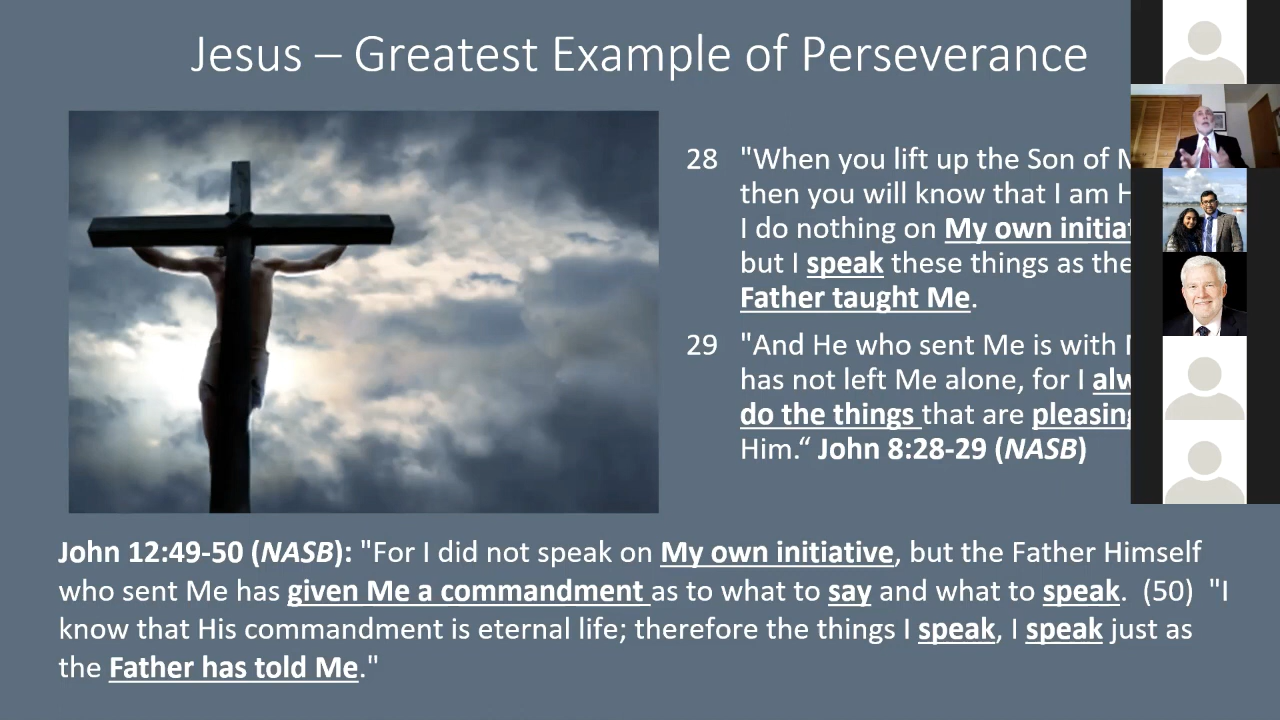 Jesus – Greatest Example of Perseverance
28 "When you lift up the Son of
then you will know that I am
I do nothing on My own
but I speak these things as the
Father taught Me.
29 "And He who sent Me is with
has not left Me alone, for I
do the things that are
Him.“ John 8:28-29 (NASB)
John 12:49-50 (NASB): "For I did not speak on My own initiative, but the Father Himself
who sent Me has given Me a commandment as to what to say and what to speak. (50) "I
know that His commandment is eternal life; therefore the things I speak, I speak just as
the Father has told Me."